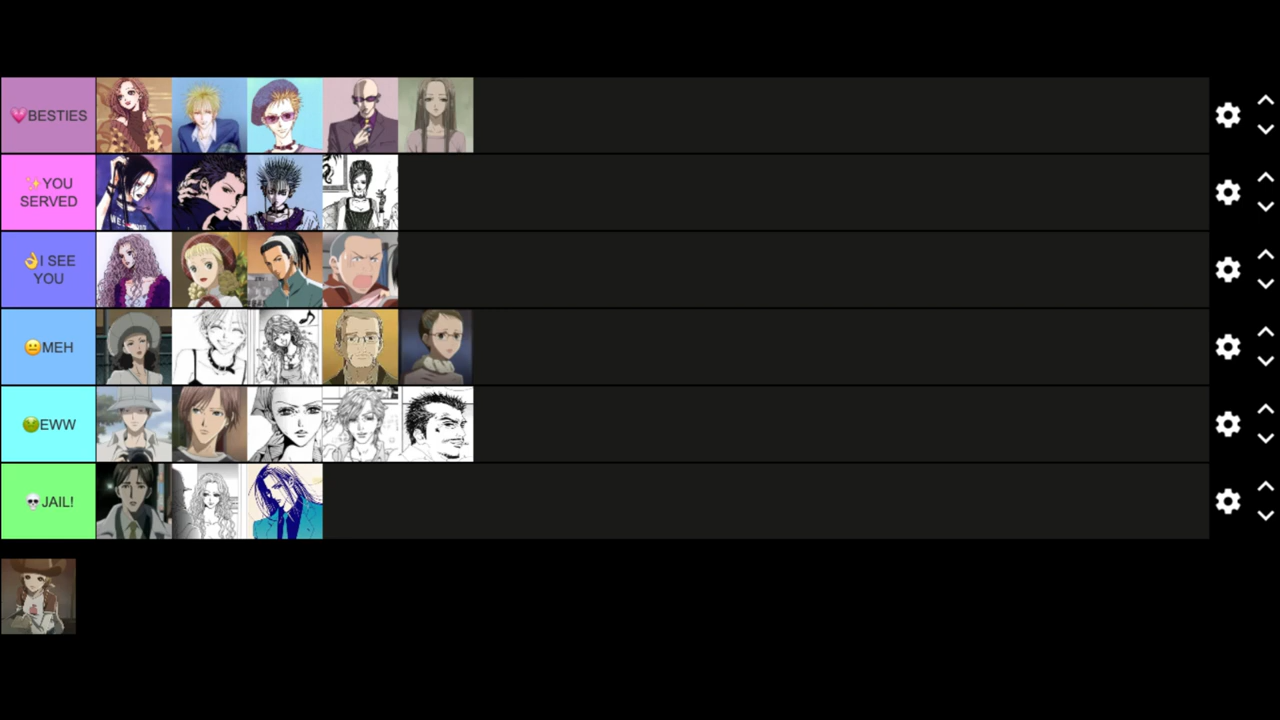 💗BESTIES
✨YOU
SERVED
👌I SEE
YOU
😐MEH
🤢EWW
💀JAIL!